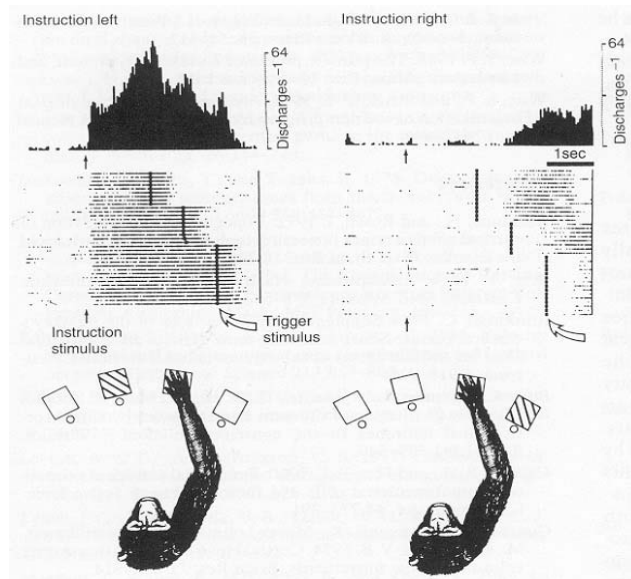 Instruction left
Instruction right
64
Discharges –1
64
Discharges –1
1sec
Instruction
stimulus
Trigger
stimulus